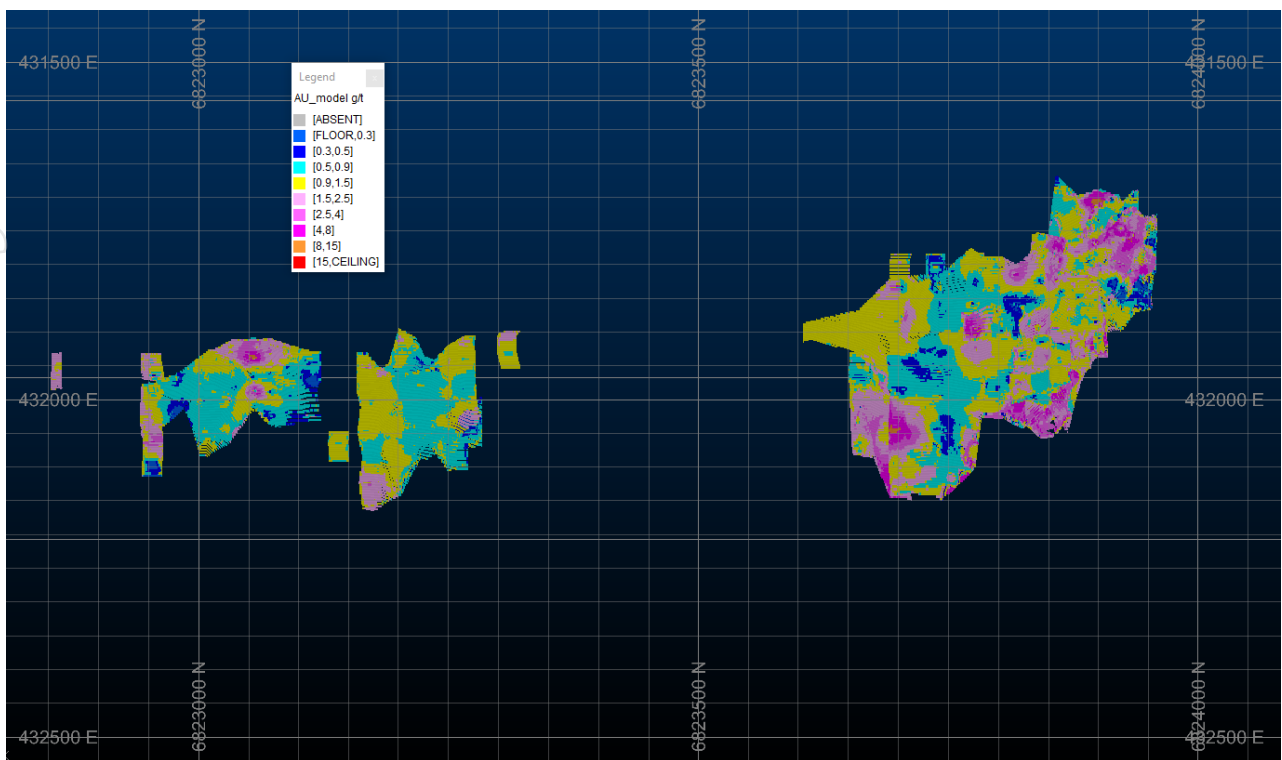 6823000 N
6823500 N
6824000 N
431500 E
431500 E
Legend
AU_model g/t
[ABSENT]
[FLOOR,0.3]
[0.3,0.5]
[0.5,0.9]
[0.9,1.5]
[1.5,2.5]
[2.5,4]
[4,8]
[8,15]
[15,CEILING]
432000 E
432000 E
6823000 N
6823500 N
6824000 N
432500 E
432500 E